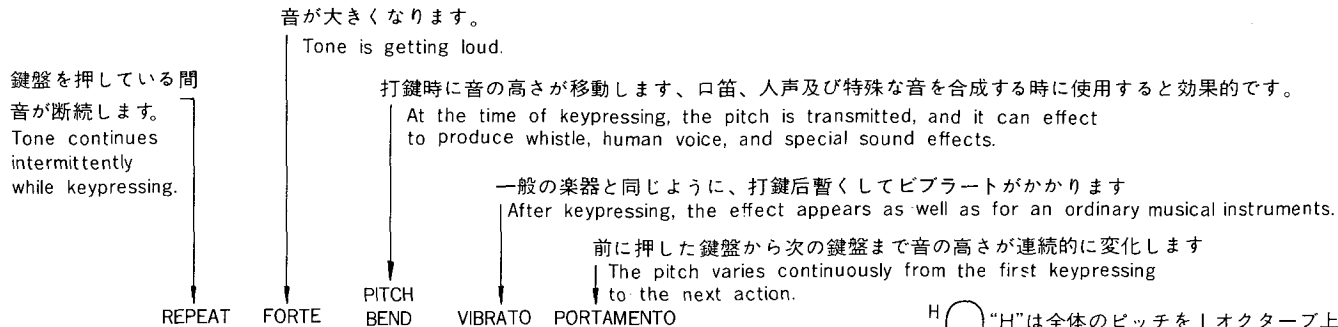 音が大きくなります。
Tone is getting loud.
鍵盤を押している間
音が断続します。
Tone continues
intermittently
while keypressing.
打鍵時に音の高さが移動します、口笛、人声及び特殊な音を合成する時に使用すると効果的です。
At the time of keypressing, the pitch is transmitted, and it can effect
to produce whistle, human voice, and special sound effects.
一般の楽器と同じように、打鍵后暫くしてビブラートがかかります
After keypressing, the effect appears as well as for an ordinary musical instruments.
前に押した鍵盤から次の鍵盤まで音の高さが連続的に変化します
The pitch varies continuously from the first keypressing
to the next action.
REPEAT FORTE PITCH BEND VIBRATO PORTAMENTO
H "H"は全体のピッチを1オクターブ上